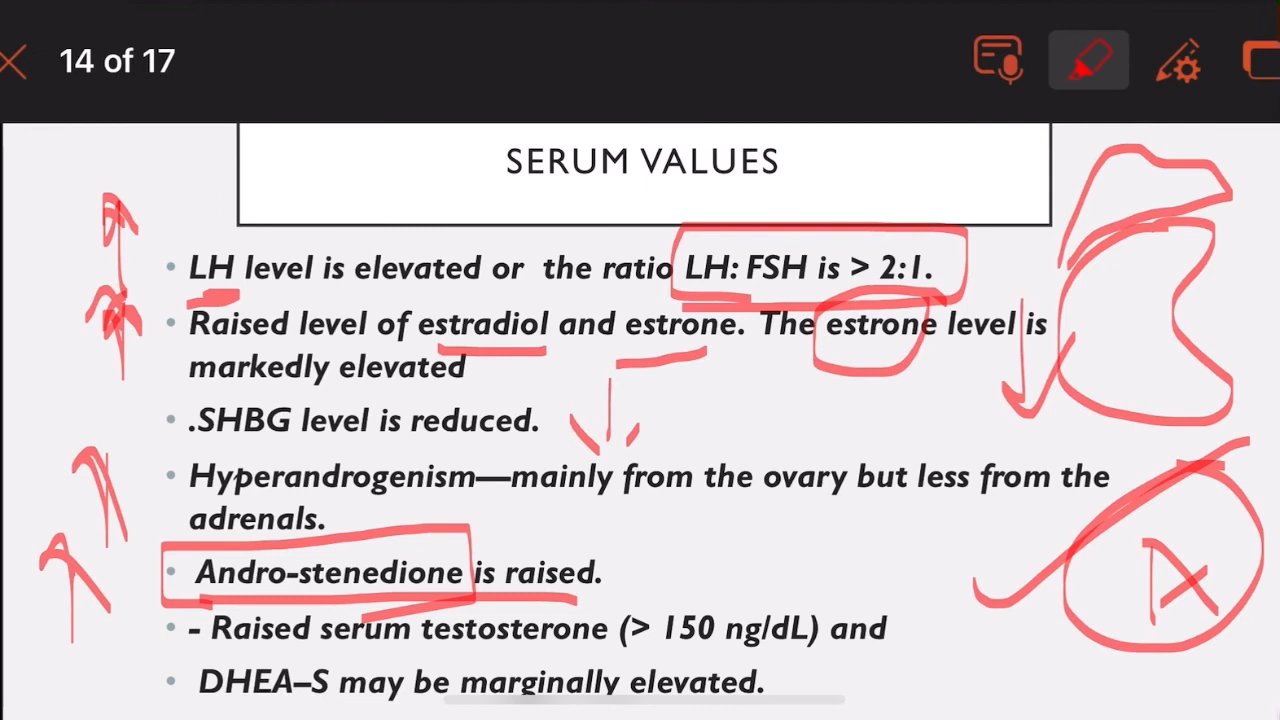 14 of 17
SERUM VALUES
• LH level is elevated or the ratio LH: FSH is > 2:1.
• Raised level of estradiol and estrone. The estrone level is
markedly elevated
• .SHBG level is reduced.
• Hyperandrogenism—mainly from the ovary but less from the
adrenals.
• Andro-stenedione is raised.
• - Raised serum testosterone (> 150 ng/dL) and
• DHEA–S may be marginally elevated.